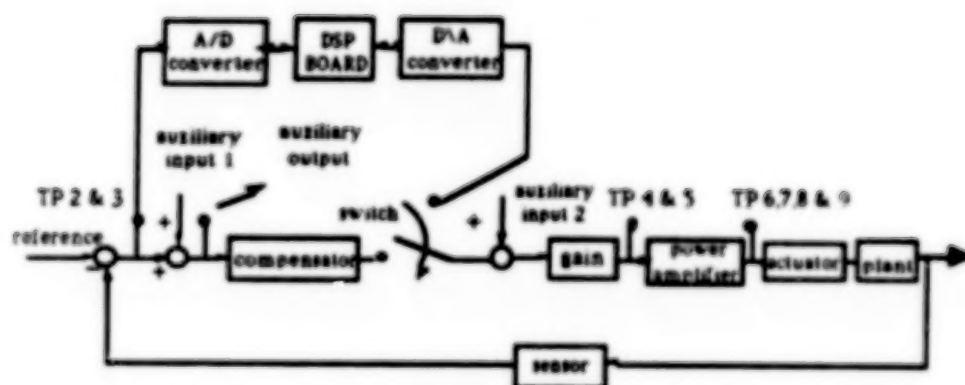 A/D
converter
DSP
BOARD
D\A
converter
auxiliary
input 1
auxiliary
output
TP 2 & 3
switch
auxiliary
input 2
TP 4 & 5
TP 6,7,8 & 9
reference
+
+
+
-
compensator
gain
power
amplifier
actuator
plant
sensor